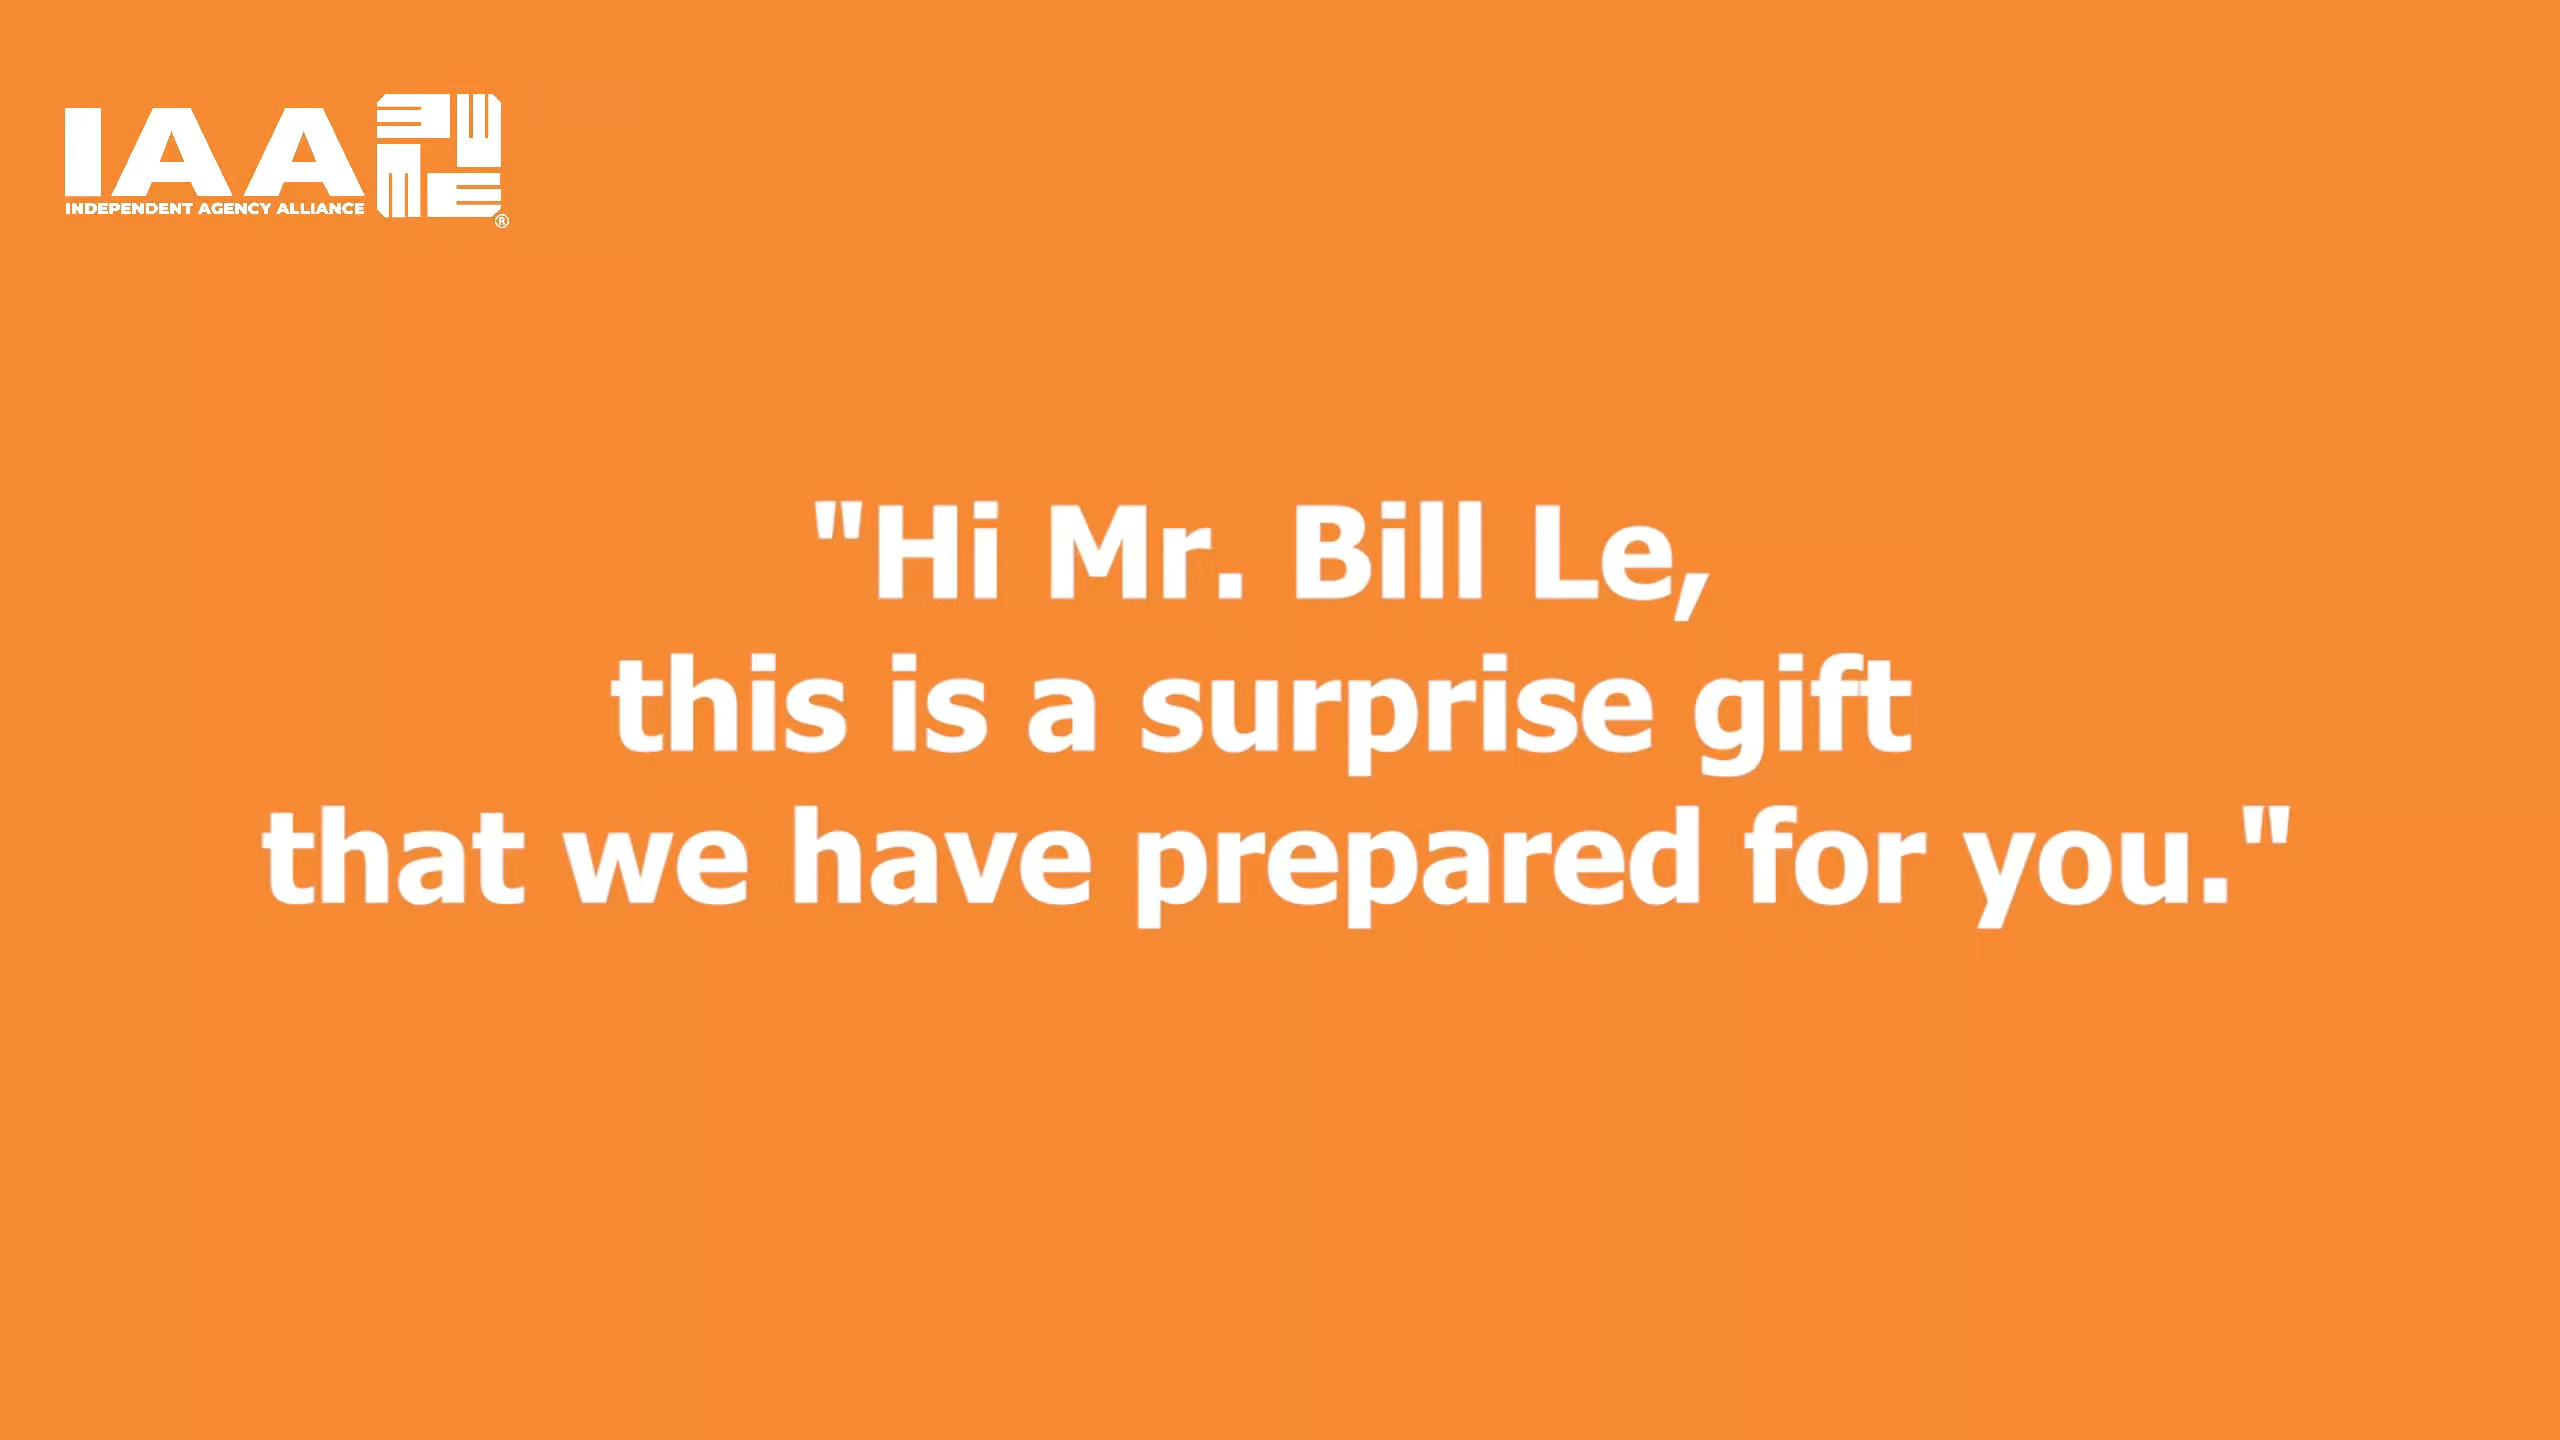 IAA
INDEPENDENT AGENCY ALLIANCE
®
"Hi Mr. Bill Le,
this is a surprise gift
that we have prepared for you."